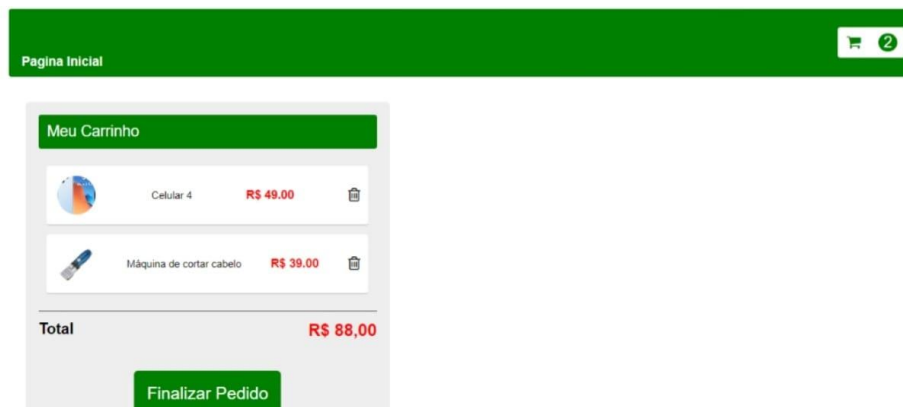 2
Pagina Inicial
Meu Carrinho
Celular 4 R$ 49.00
Máquina de cortar cabelo R$ 39.00
Total R$ 88,00
Finalizar Pedido